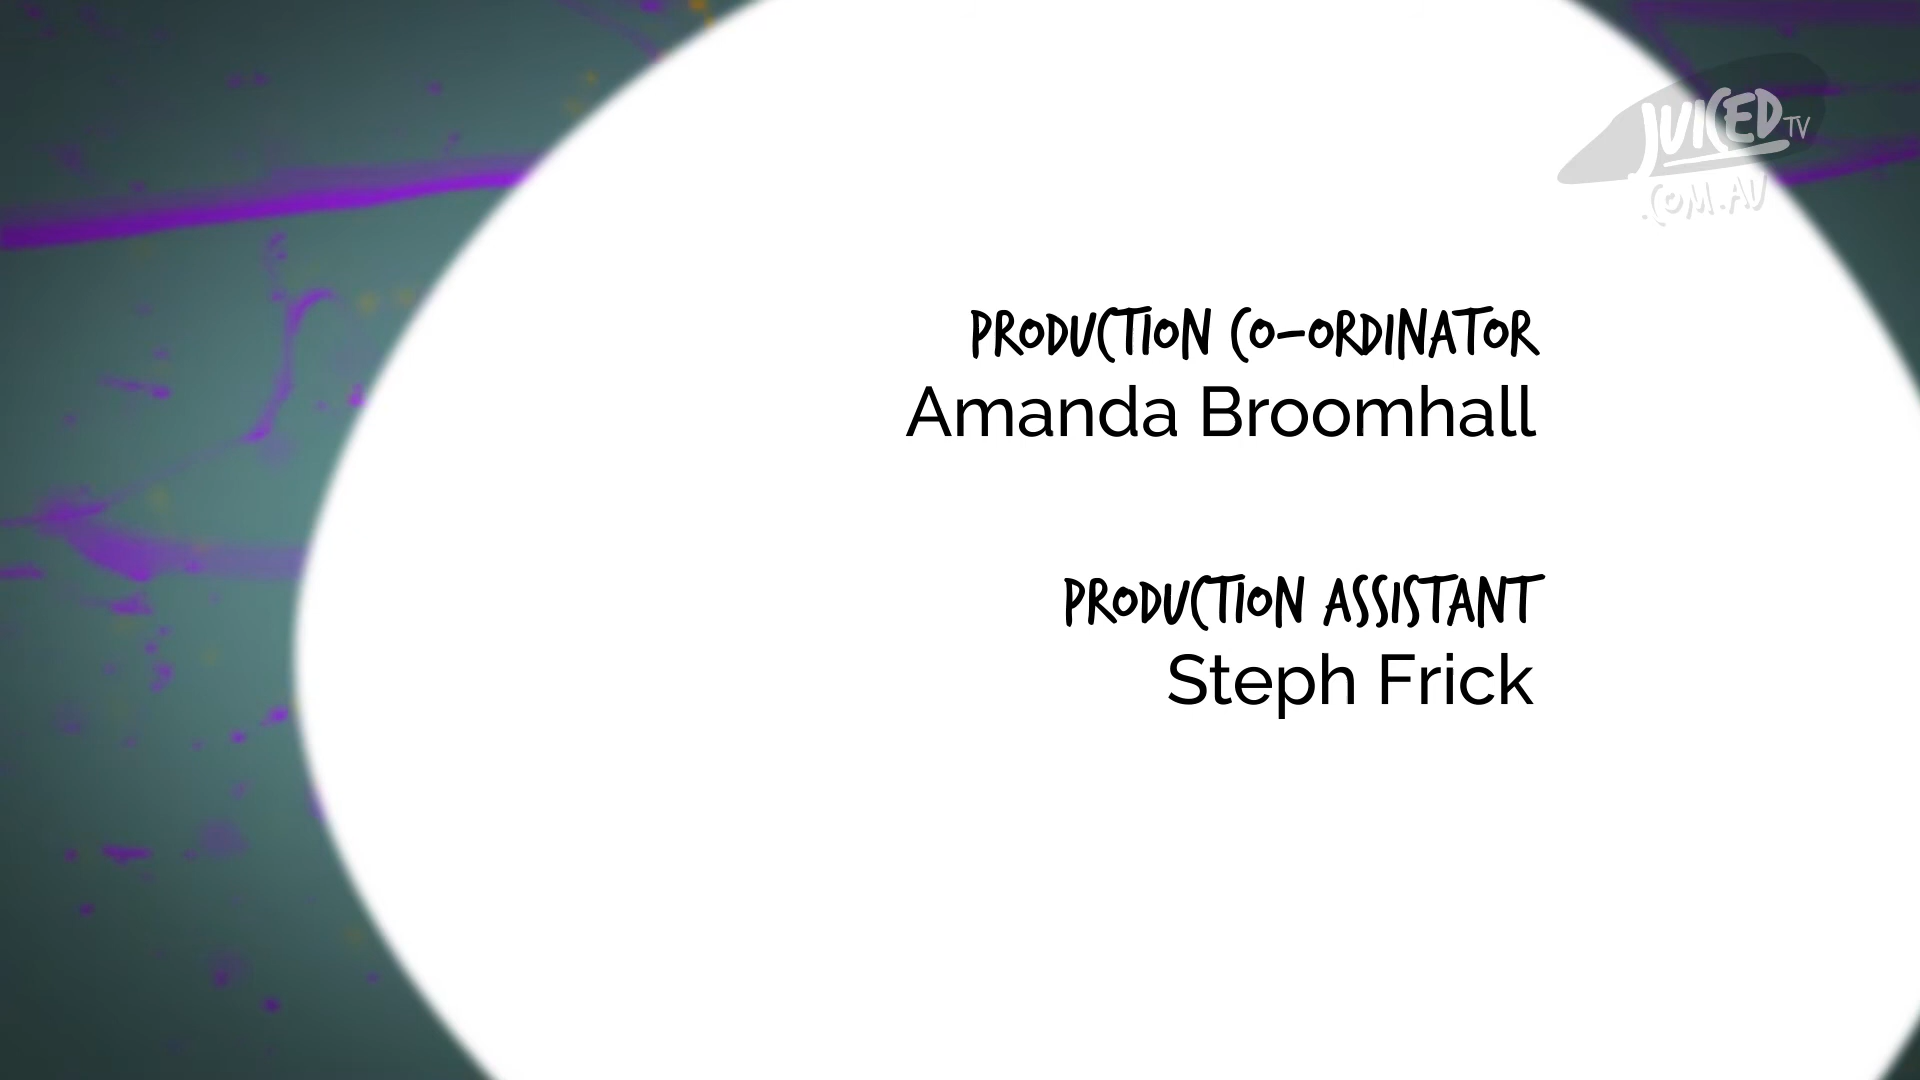 JUICED TV
.COM.AU
PRODUCTION CO-ORDINATOR
Amanda Broomhall
PRODUCTION ASSISTANT
Steph Frick